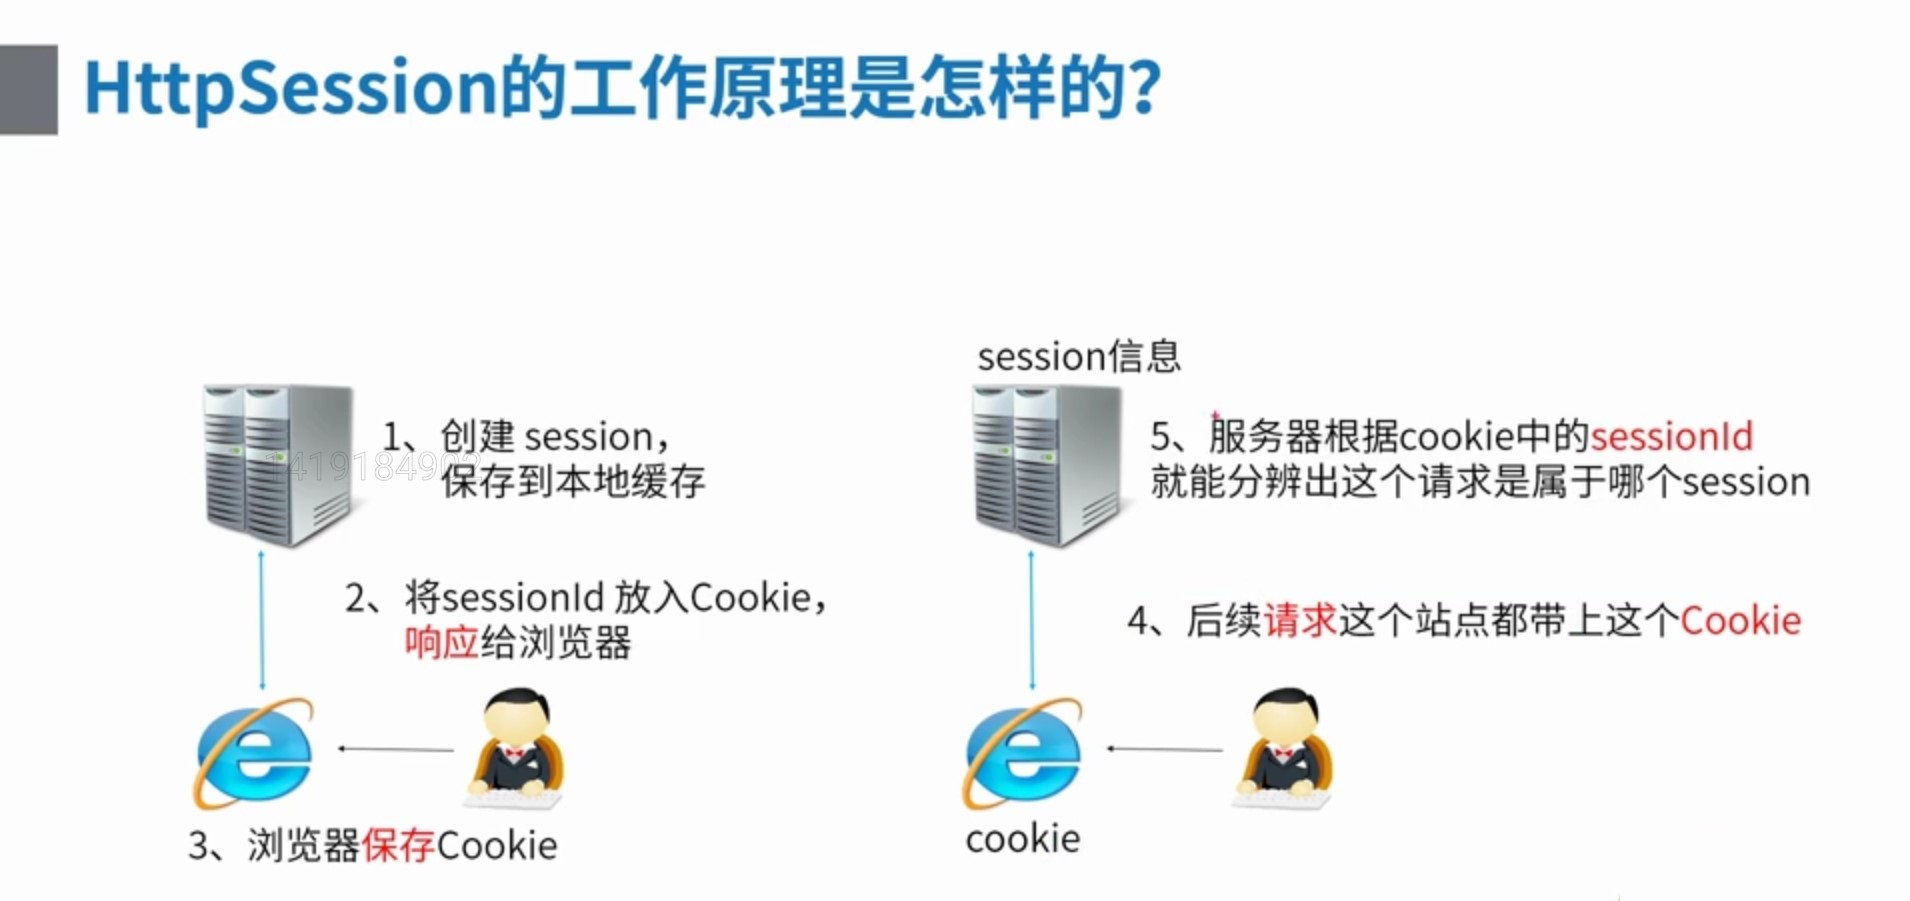 HttpSession的工作原理是怎样的?
1、创建 session，
保存到本地缓存
1419184902
2、将sessionId 放入Cookie，
响应给浏览器
3、浏览器保存Cookie
session信息
5、服务器根据cookie中的sessionId
就能分辨出这个请求是属于哪个session
4、后续请求这个站点都带上这个Cookie
cookie